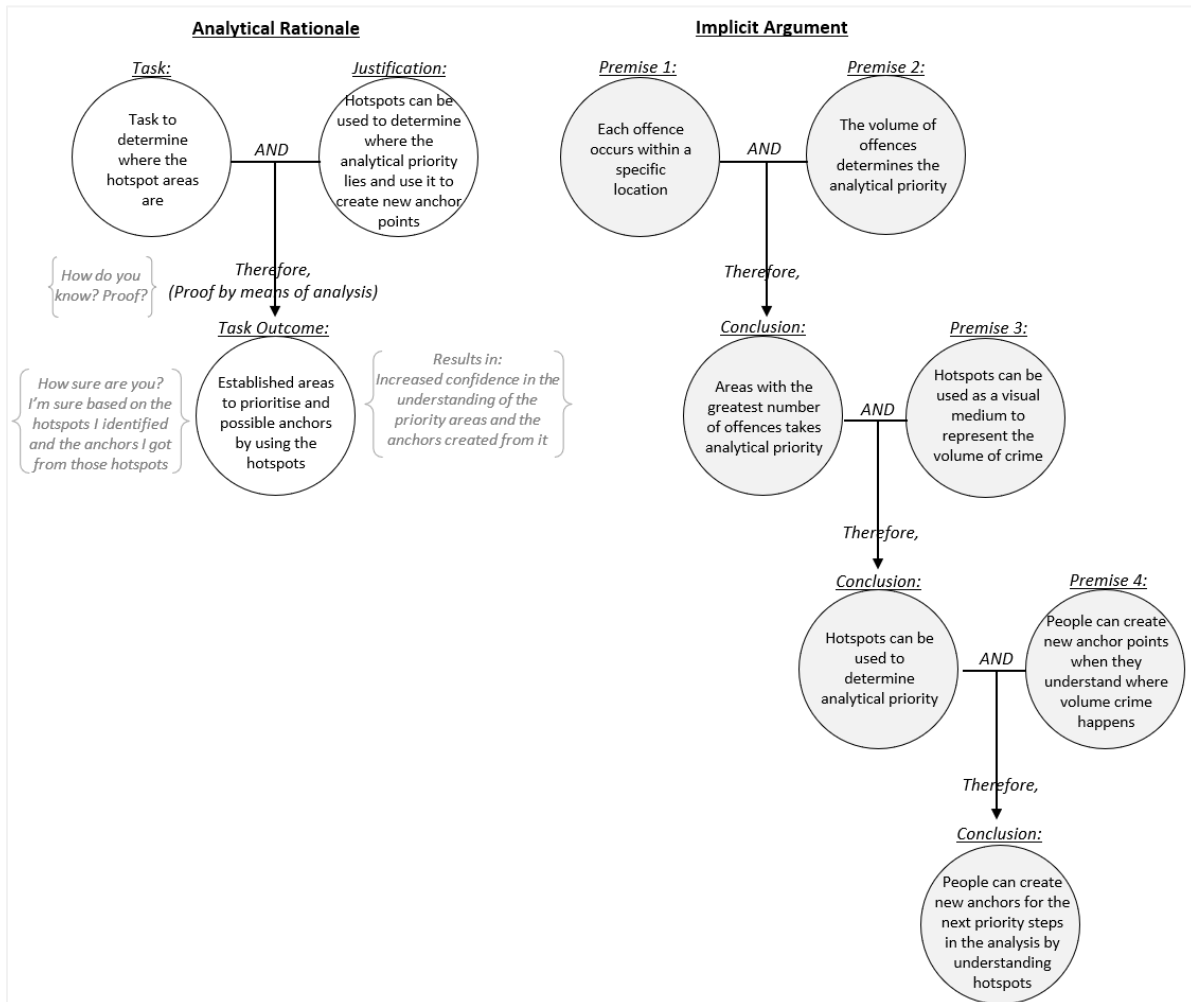 Analytical Rationale
Task:
Task to
determine
where the
hotspot areas
are
AND
Justification:
Hotspots can be
used to determine
where the
analytical priority
lies and use it to
create new anchor
points
How do you
know? Proof?
Therefore,
(Proof by means of analysis)
Task Outcome:
Established areas
to prioritise and
possible anchors
by using the
hotspots
How sure are you?
I’m sure based on the
hotspots I identified
and the anchors I got
from those hotspots
Results in:
Increased confidence in the
understanding of the
priority areas and the
anchors created from it
Implicit Argument
Premise 1:
Each offence
occurs within a
specific
location
AND
Premise 2:
The volume of
offences
determines the
analytical priority
Therefore,
Conclusion:
Areas with the
greatest number
of offences takes
analytical priority
AND
Premise 3:
Hotspots can be
used as a visual
medium to
represent the
volume of crime
Therefore,
Conclusion:
Hotspots can be
used to
determine
analytical priority
AND
Premise 4:
People can create
new anchor points
when they
understand where
volume crime
happens
Therefore,
Conclusion:
People can create
new anchors for the
next priority steps
in the analysis by
understanding
hotspots